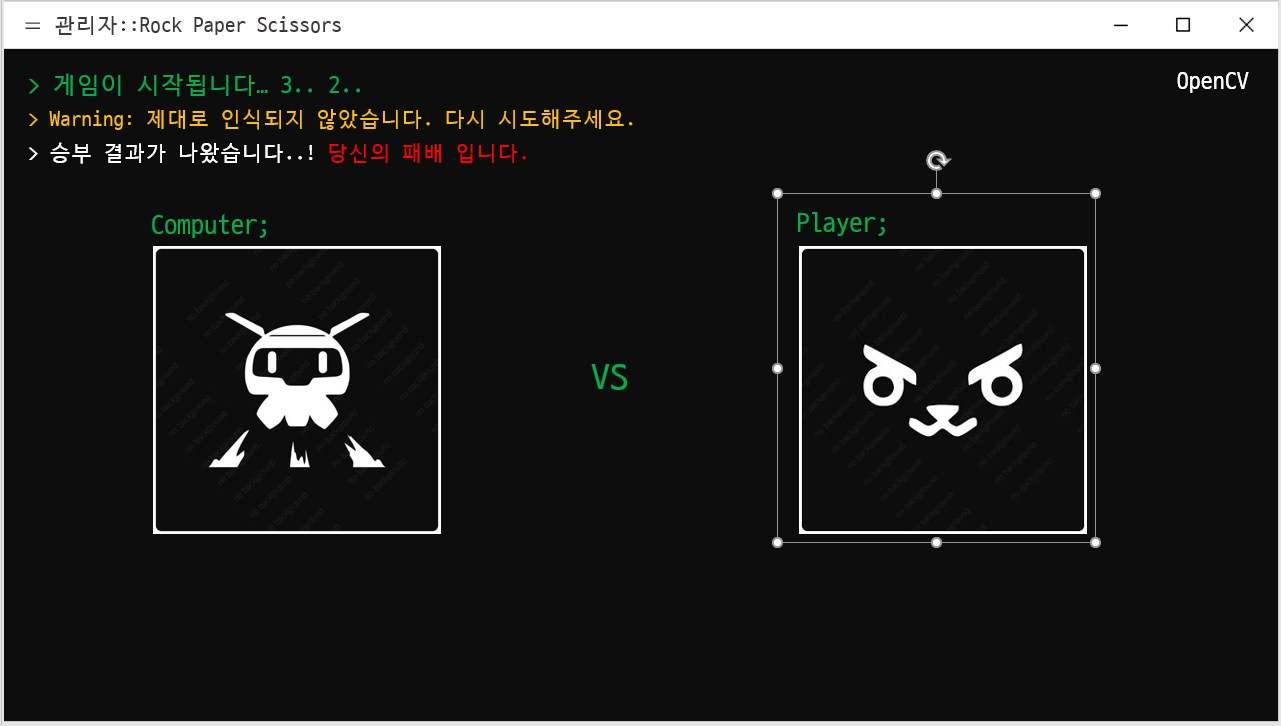 관리자::Rock Paper Scissors
> 게임이 시작됩니다… 3.. 2..
OpenCV
> Warning: 제대로 인식되지 않았습니다. 다시 시도해주세요.
> 승부 결과가 나왔습니다..! 당신의 패배 입니다.
Computer;
Player;
VS